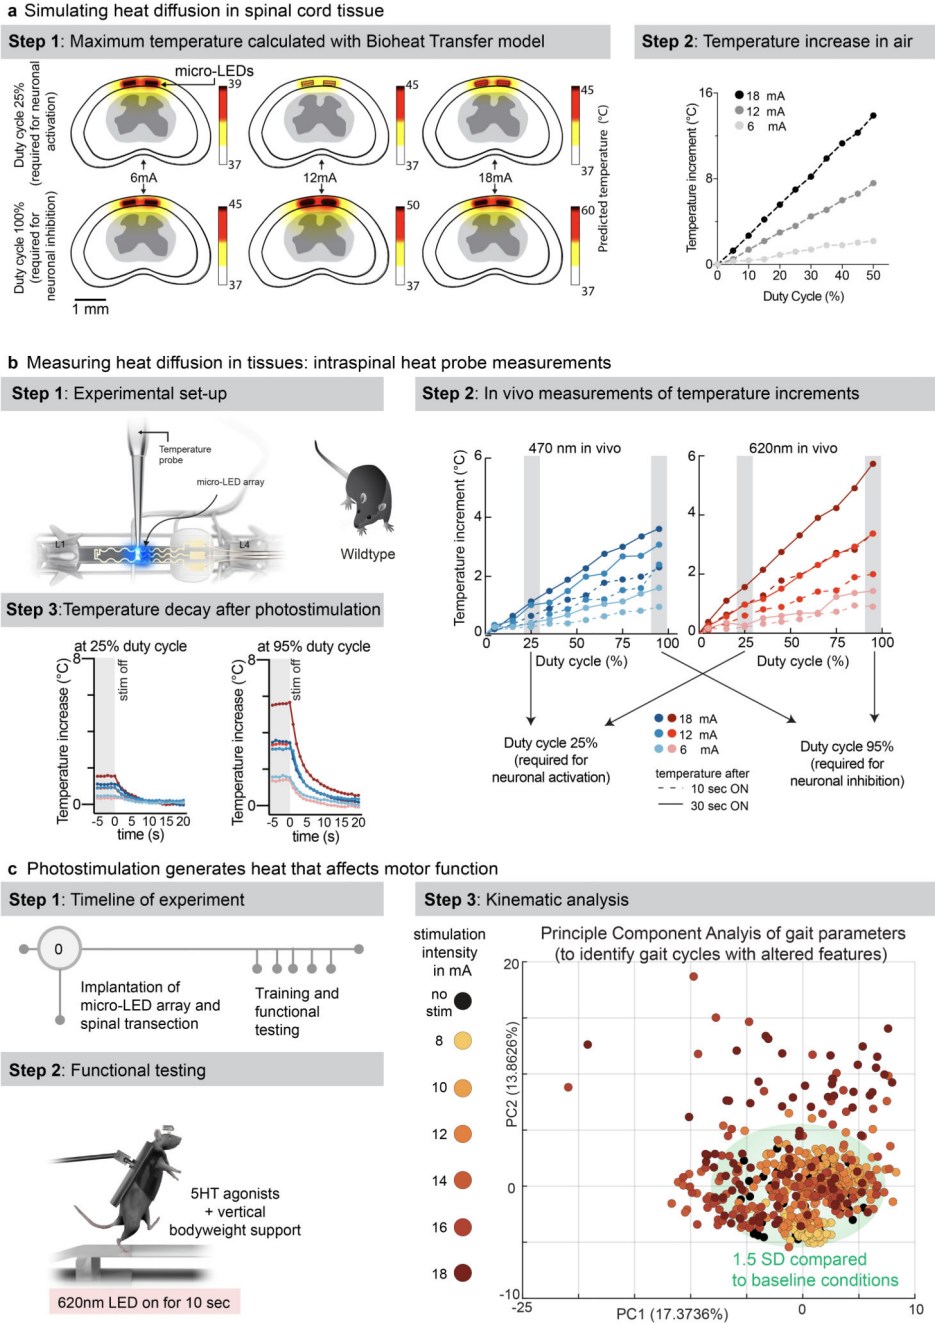 a Simulating heat diffusion in spinal cord tissue
Step 1: Maximum temperature calculated with Bioheat Transfer model
Duty cycle 25%
(required for neuronal
activation)
micro-LEDs
39
37
45
37
45
37
6mA
12mA
18mA
Duty cycle 100%
(required for
neuronal inhibition)
45
37
50
37
60
37
Predicted temperature (°C)
1 mm
Step 2: Temperature increase in air
Temperature increment (°C)
16
8
0
18 mA
12 mA
6 mA
0 10 20 30 40 50
Duty Cycle (%)
b Measuring heat diffusion in tissues: intraspinal heat probe measurements
Step 1: Experimental set-up
Temperature
probe
micro-LED array
L1
L4
Wildtype
Step 2: In vivo measurements of temperature increments
470 nm in vivo
Temperature increment (°C)
6
4
2
0
0 25 50 75 100
Duty cycle (%)
620nm in vivo
6
4
2
0
0 25 50 75 100
Duty cycle (%)
Duty cycle 25%
(required for
neuronal activation)
18 mA
12 mA
6 mA
temperature after
10 sec ON
30 sec ON
Duty cycle 95%
(required for
neuronal inhibition)
Step 3:Temperature decay after photostimulation
at 25% duty cycle
Temperature increase (°C)
8
0
stim off
-5 0 5 10 15 20
time (s)
at 95% duty cycle
Temperature increase (°C)
8
0
stim off
-5 0 5 10 15 20
time (s)
c Photostimulation generates heat that affects motor function
Step 1: Timeline of experiment
0
Implantation of
micro-LED array and
spinal transection
Training and
functional
testing
Step 2: Functional testing
5HT agonists
+ vertical
bodyweight support
620nm LED on for 10 sec
Step 3: Kinematic analysis
stimulation
intensity
in mA
no
stim
8
10
12
14
16
18
Principle Component Analyis of gait parameters
(to identify gait cycles with altered features)
20
0
-10
PC2 (13.8626%)
1.5 SD compared
to baseline conditions
-25 0 10
PC1 (17.3736%)